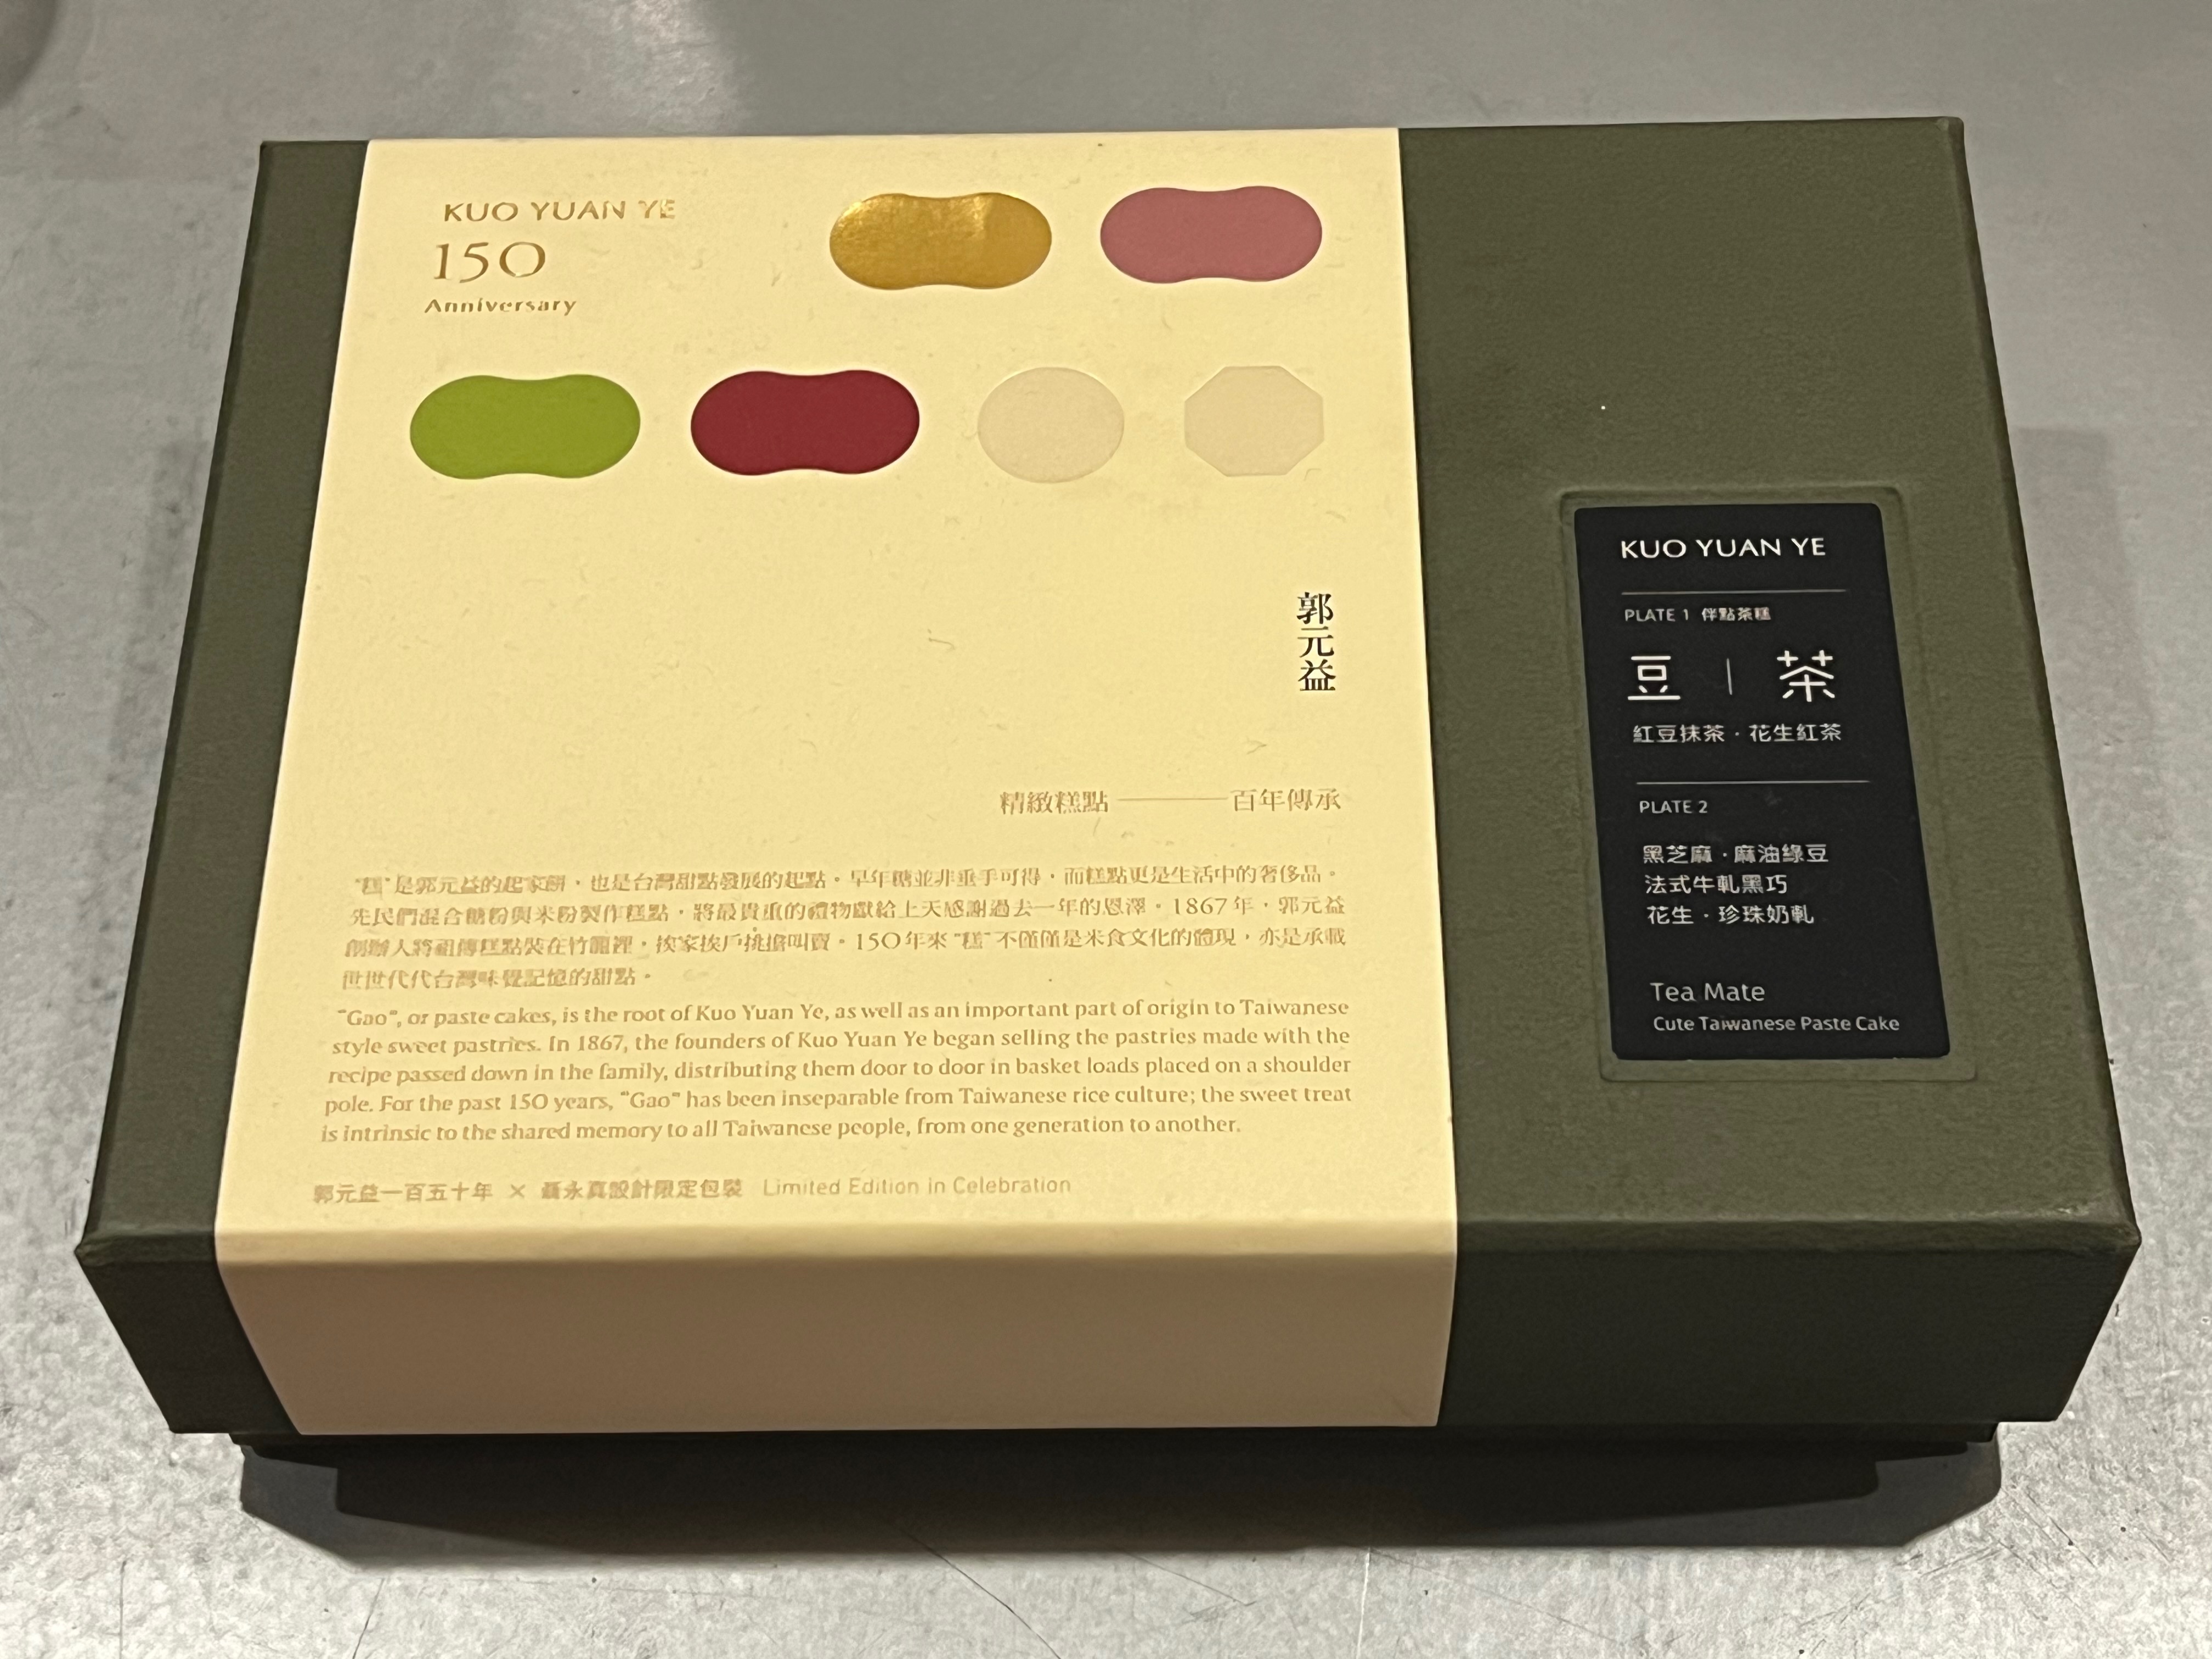 KUO YUAN YE
150
Anniversary
郭元益
精緻糕點——百年傳承
"糕"是郭元益的起家餅,也是台灣甜點發展的起點。早年糖並非垂手可得,而糕點更是生活中的奢侈品。
先民們混合糖粉與米粉製作糕點,將最貴重的禮物獻給上天感謝過去一年的恩澤。1867年,郭元益
創辦人將祖傳糕點裝在竹籠裡,挨家挨戶挑擔叫賣。150年來"糕"不僅僅是米食文化的體現,亦是承載
世世代代台灣味覺記憶的甜點。
"Gao", or paste cakes, is the root of Kuo Yuan Ye, as well as an important part of origin to Taiwanese
style sweet pastries. In 1867, the founders of Kuo Yuan Ye began selling the pastries made with the
recipe passed down in the family, distributing them door to door in basket loads placed on a shoulder
pole. For the past 150 years, "Gao" has been inseparable from Taiwanese rice culture; the sweet treat
is intrinsic to the shared memory to all Taiwanese people, from one generation to another.
郭元益一百五十年 × 聶永真設計限定包裝 Limited Edition in Celebration
KUO YUAN YE
PLATE 1 伴點茶糕
豆 | 茶
紅豆抹茶·花生紅茶
PLATE 2
黑芝麻·麻油綠豆
法式牛軋黑巧
花生·珍珠奶軋
Tea Mate
Cute Taiwanese Paste Cake